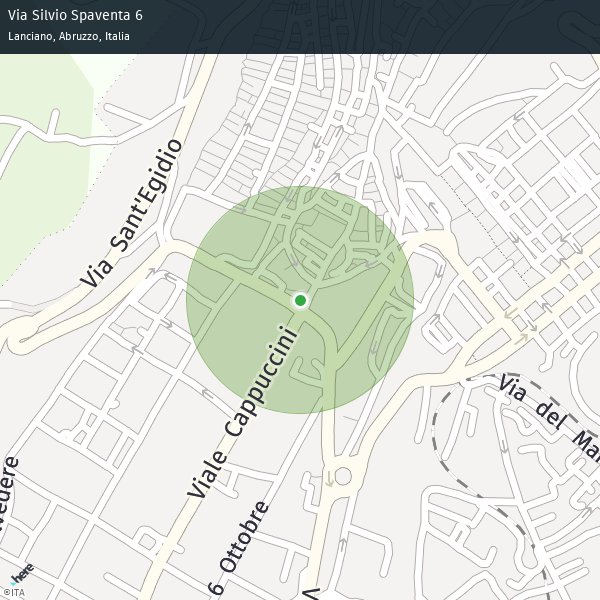 Via Silvio Spaventa 6
Lanciano, Abruzzo, Italia
Via Sant'Egidio
Viale Cappuccini
Via del Mar
vedere
6 Ottobre
V
here
©ITA